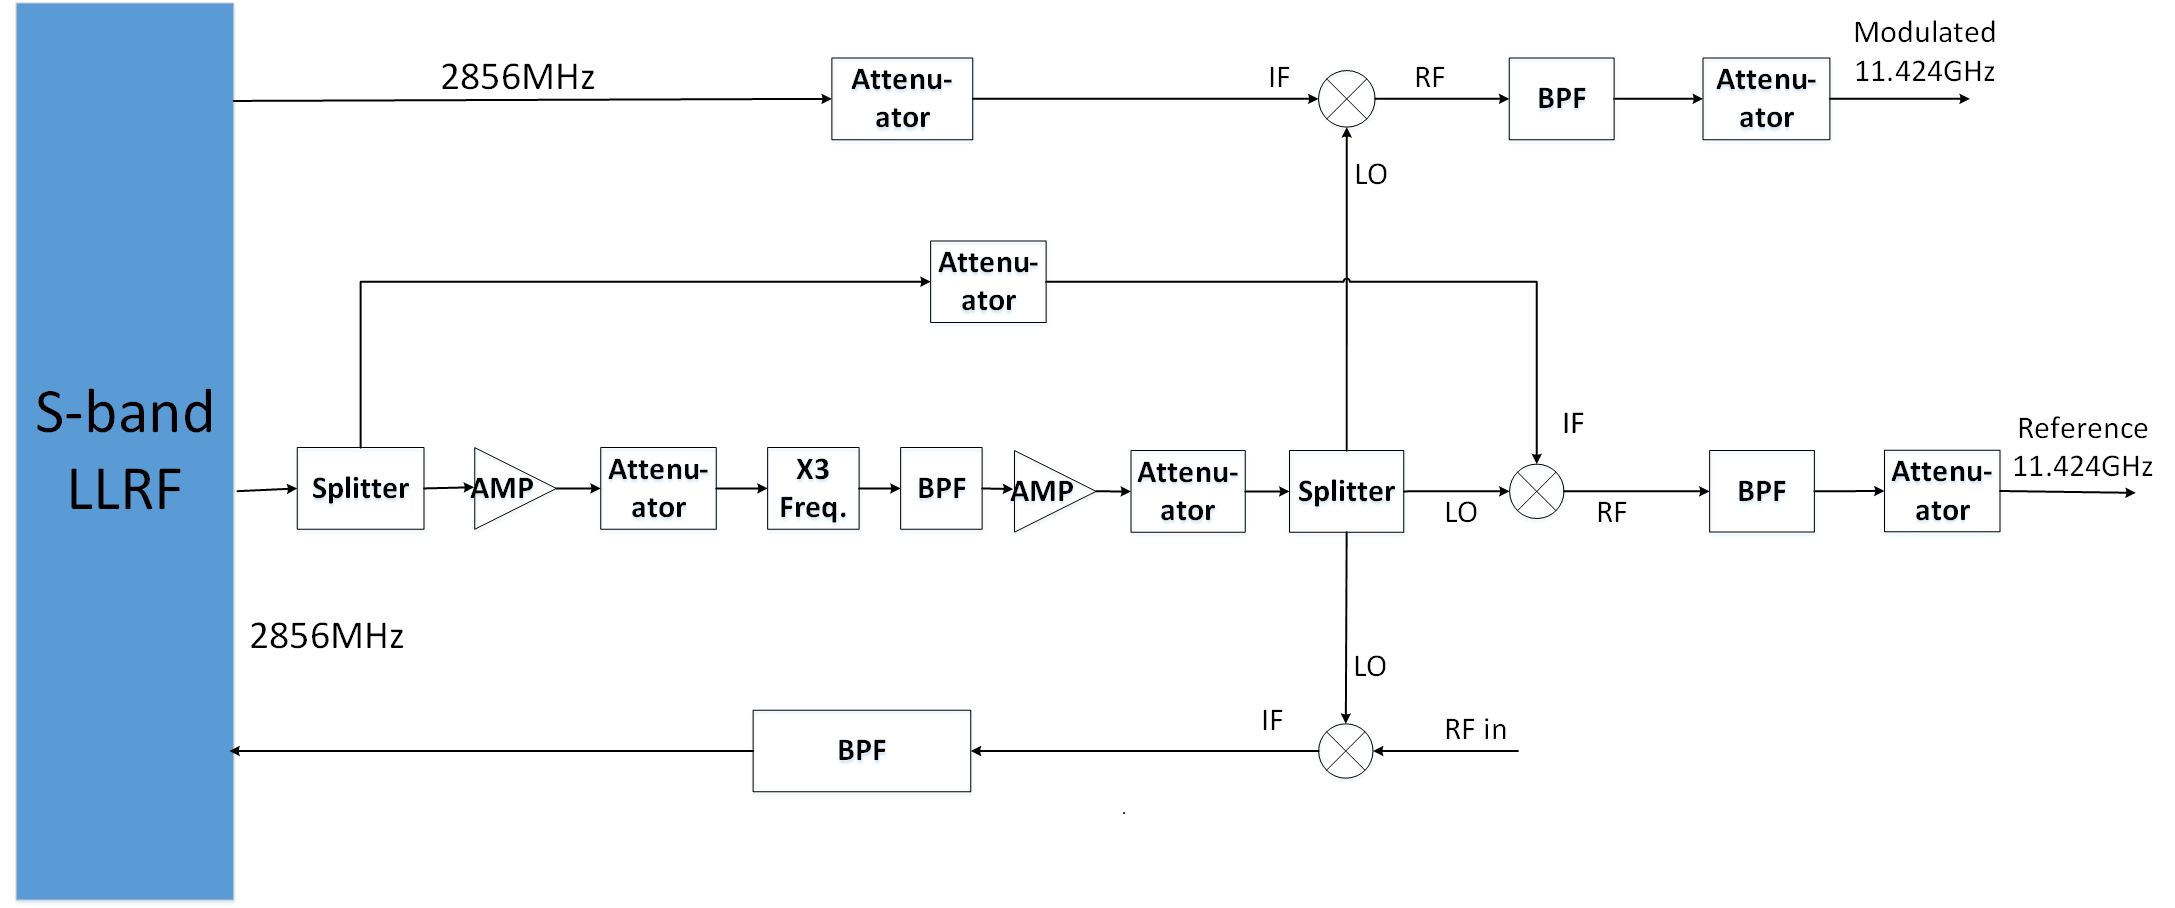 Modulated
11.424GHz
2856MHz
Attenu-
ator
IF
RF
BPF
Attenu-
ator
LO
Attenu-
ator
S-band
LLRF
IF
Reference
11.424GHz
Splitter
AMP
Attenu-
ator
X3
Freq.
BPF
AMP
Attenu-
ator
Splitter
LO
RF
BPF
Attenu-
ator
2856MHz
LO
IF
RF in
BPF